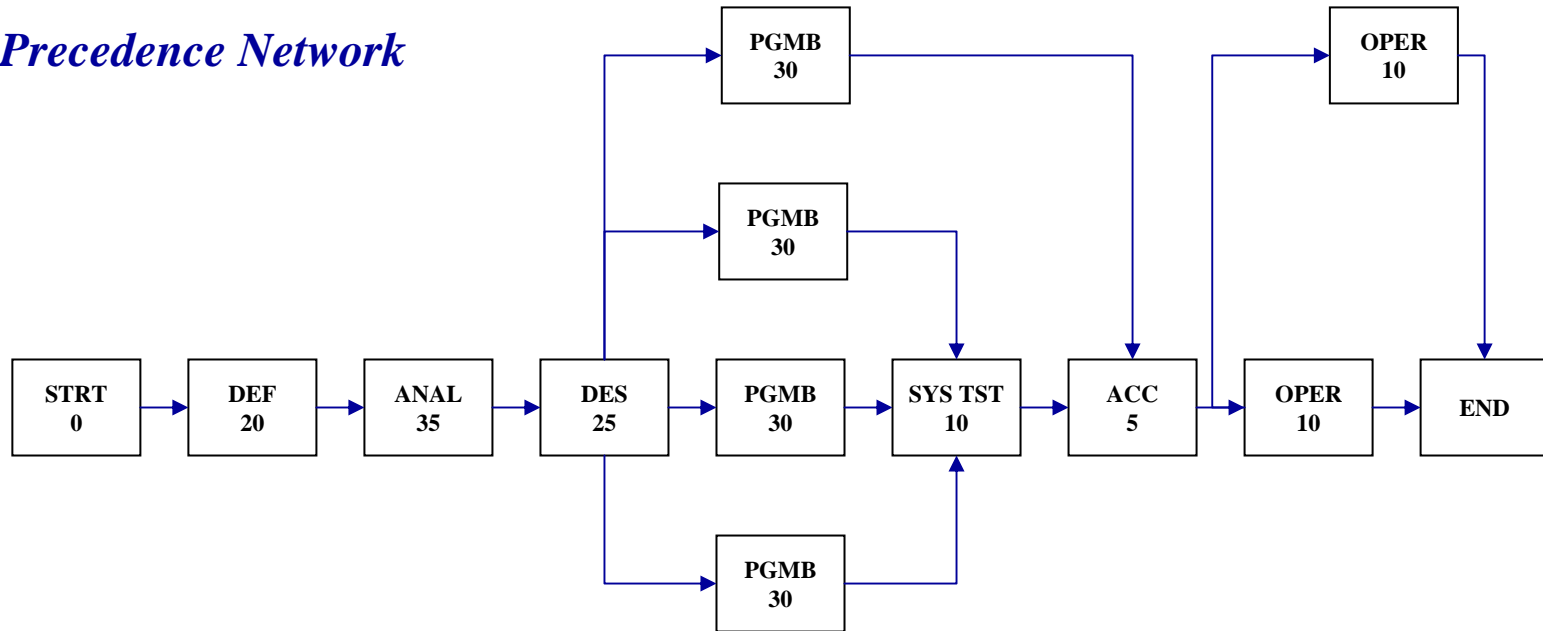 Precedence Network
PGMB
30
OPER
10
PGMB
30
STRT
0
DEF
20
ANAL
35
DES
25
PGMB
30
SYS TST
10
ACC
5
OPER
10
END
PGMB
30